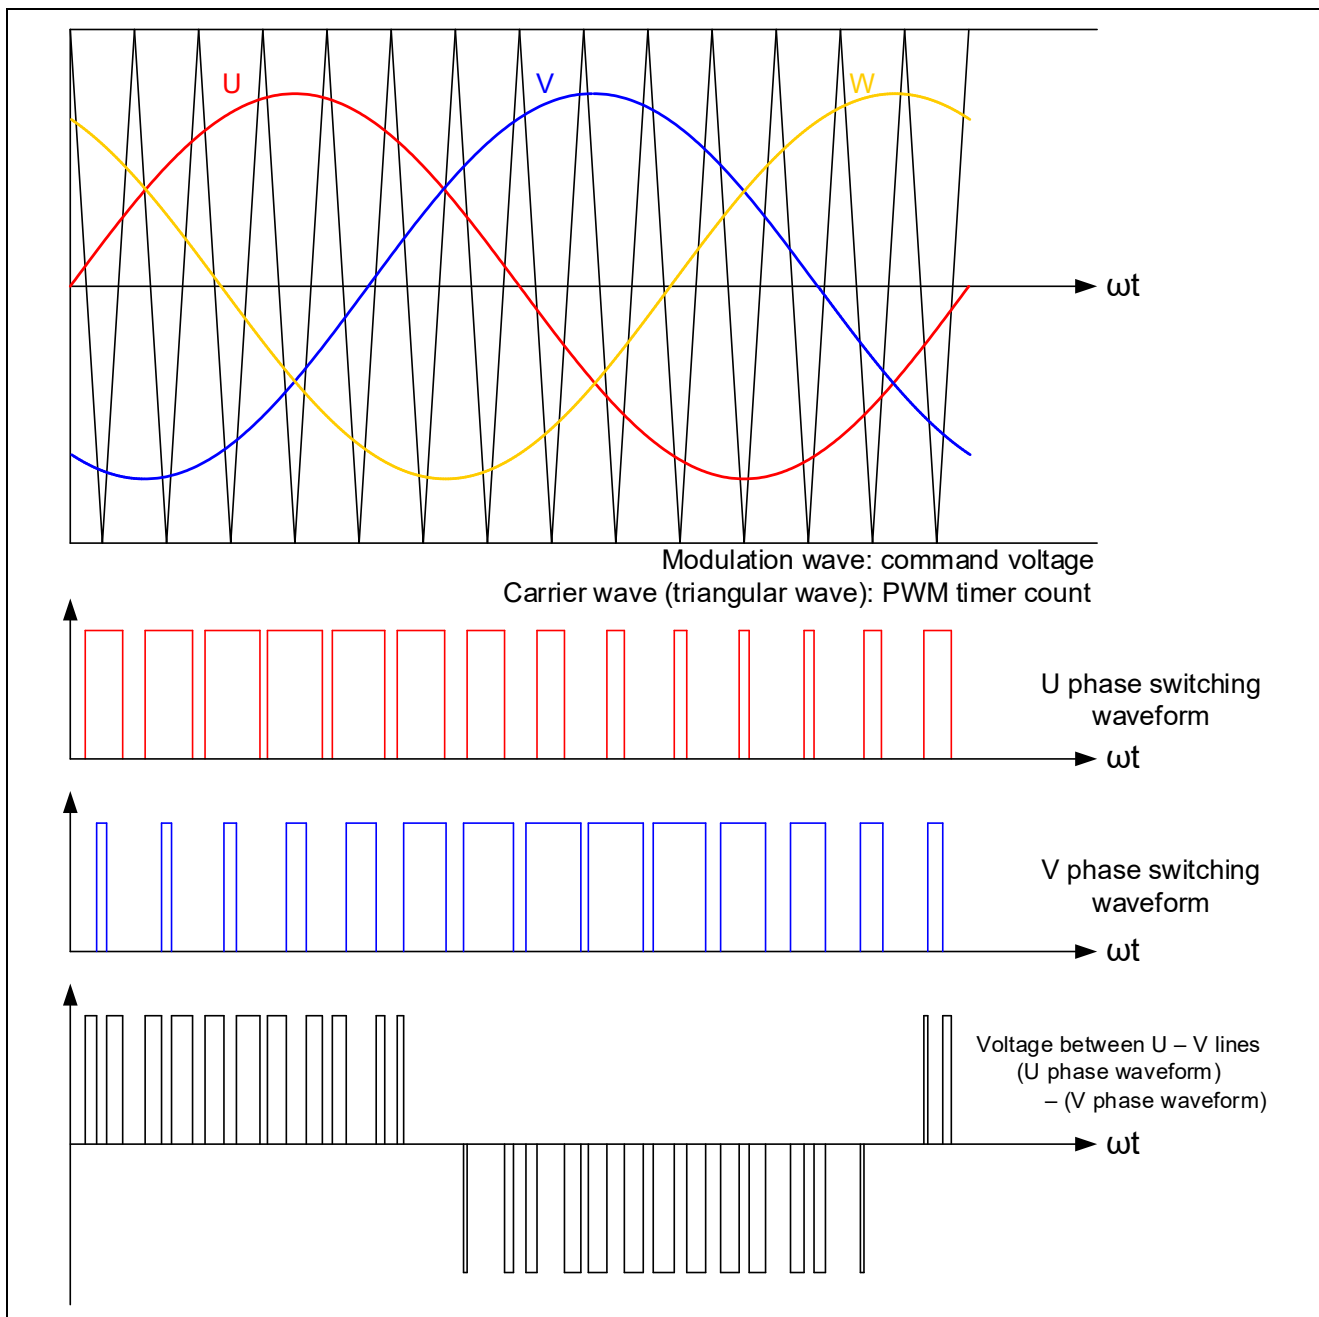 U
V
W
ωt
Modulation wave: command voltage
Carrier wave (triangular wave): PWM timer count
U phase switching
waveform
ωt
V phase switching
waveform
ωt
Voltage between U – V lines
(U phase waveform)
– (V phase waveform)
ωt